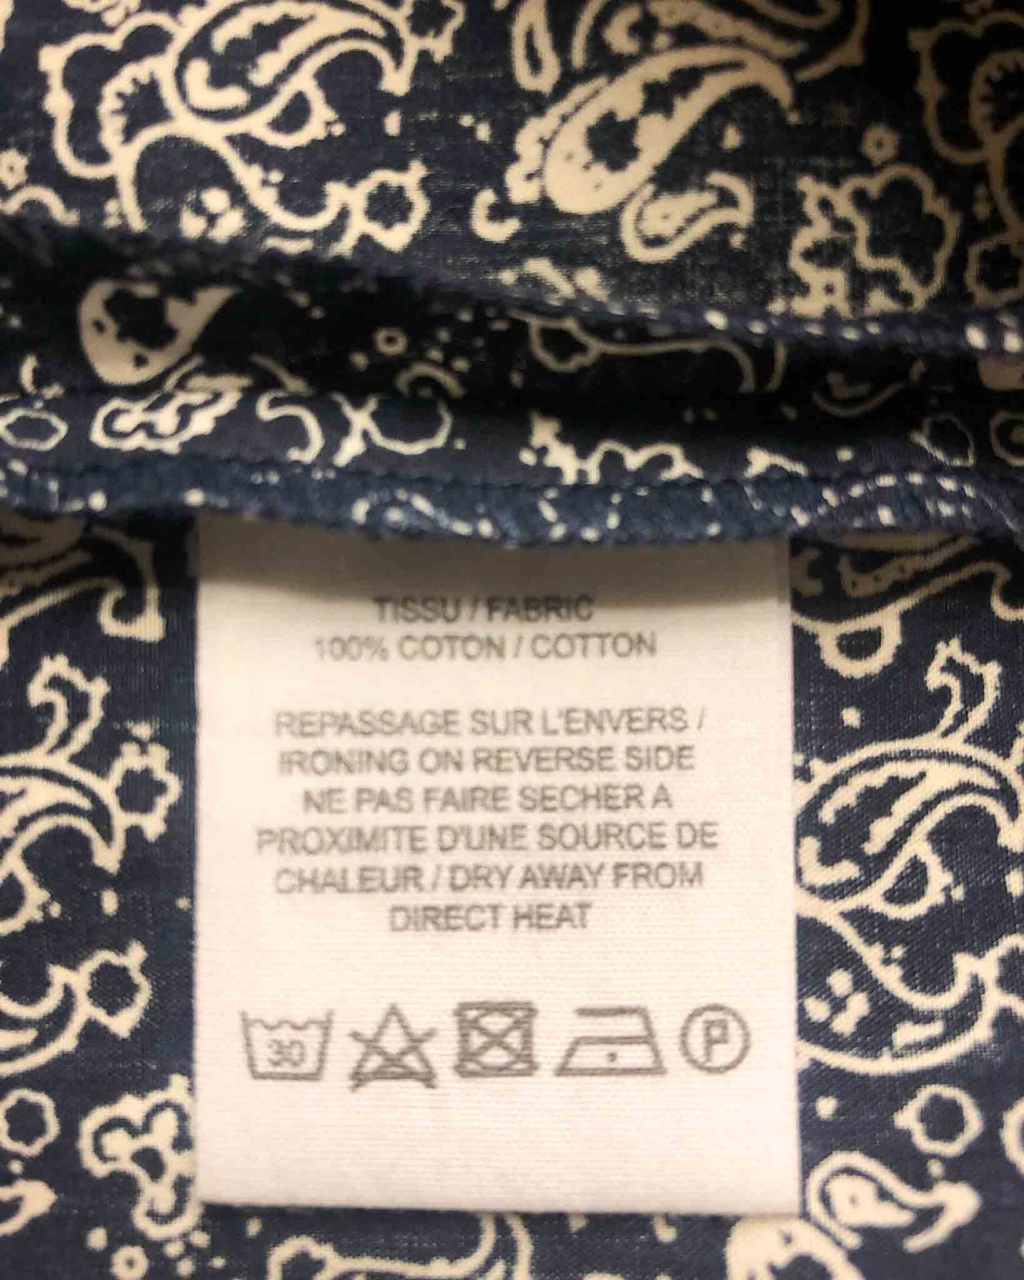 TISSU / FABRIC
100% COTON / COTTON
REPASSAGE SUR L'ENVERS /
IRONING ON REVERSE SIDE
NE PAS FAIRE SECHER A
PROXIMITE D'UNE SOURCE DE
CHALEUR / DRY AWAY FROM
DIRECT HEAT
30 P